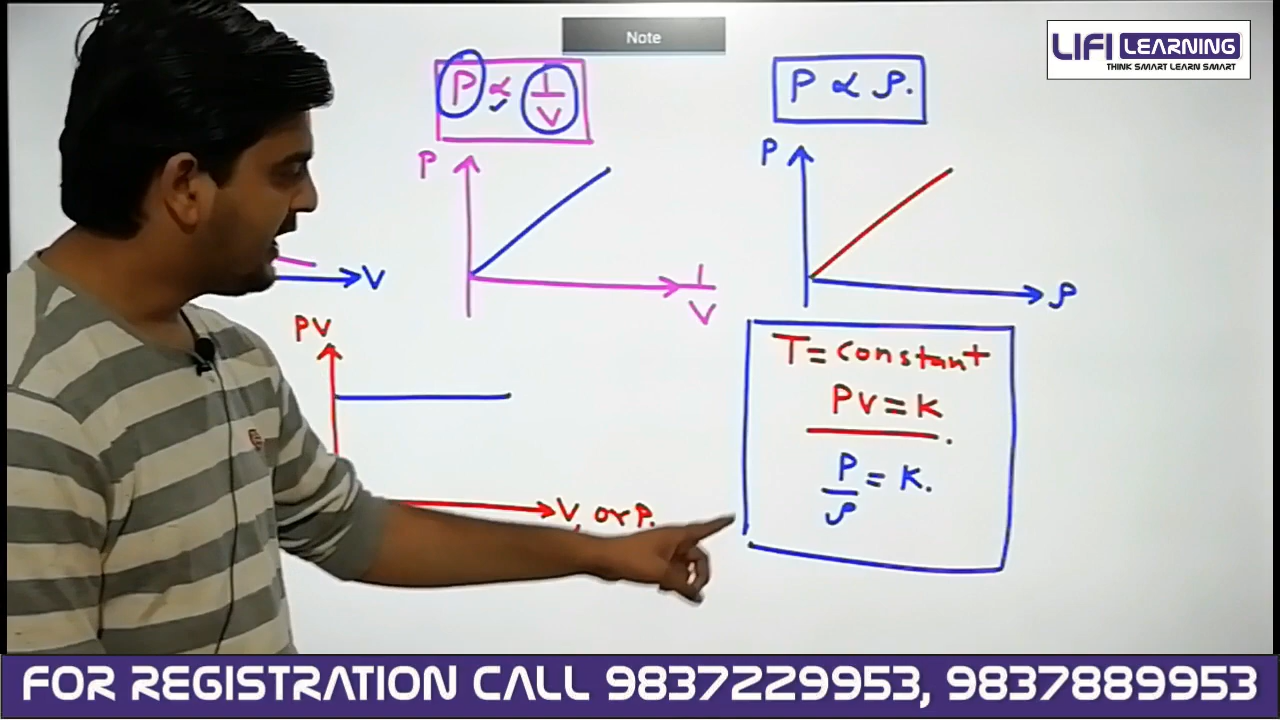 Note
LIFI LEARNING
THINK SMART LEARN SMART
P ∝ 1/V
P ∝ ρ.
P
P
V
1/V
ρ
PV
T = constant
PV = K
P/ρ = K.
V, or P.
FOR REGISTRATION CALL 9837229953, 9837889953